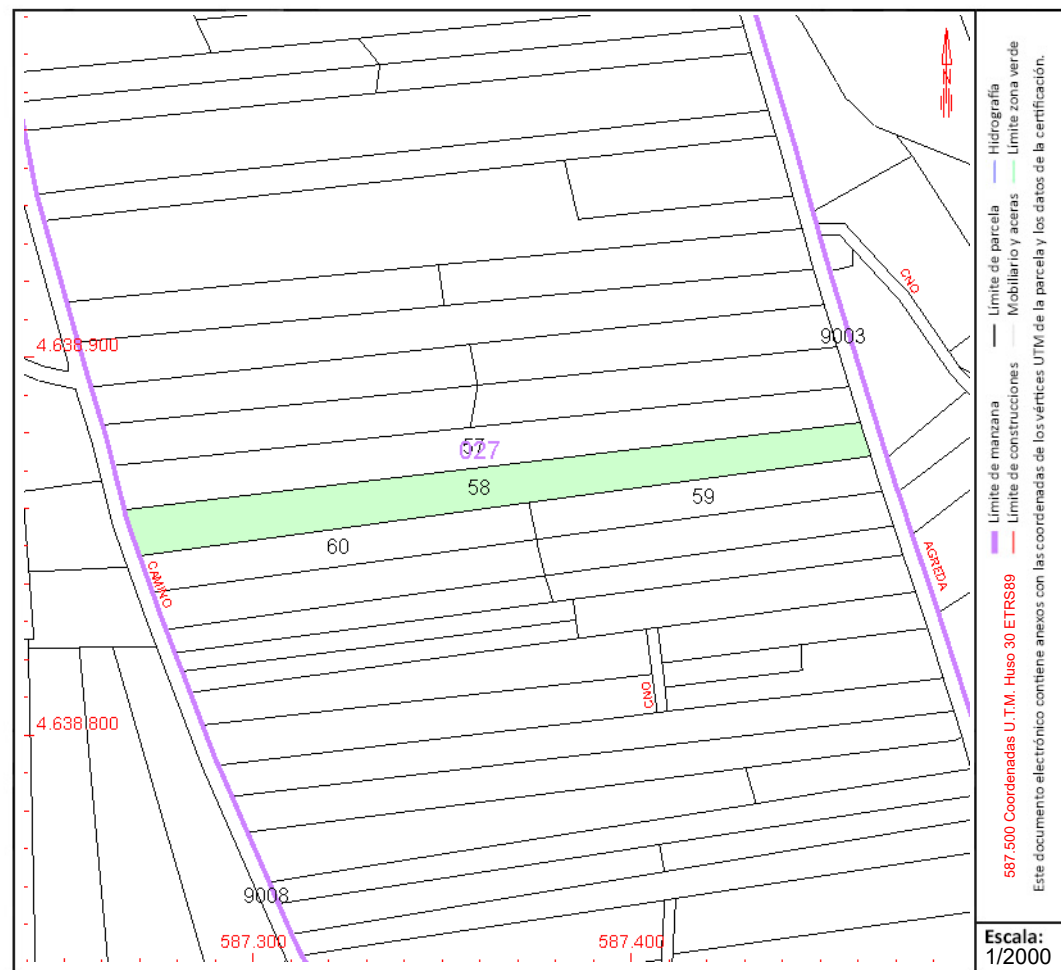 N
CNO
9003
4.638.900
57
027
58
59
60
CAMINO
AGREDA
CNO
4.638.800
9008
587.300
587.400
Límite de manzana
Límite de parcela
Hidrografía
Límite de construcciones
Mobiliario y aceras
Límite zona verde
587.500 Coordenadas U.T.M. Huso 30 ETRS89
Este documento electrónico contiene anexos con las coordenadas de los vértices UTM de la parcela y los datos de la certificación.
Escala:
1/2000